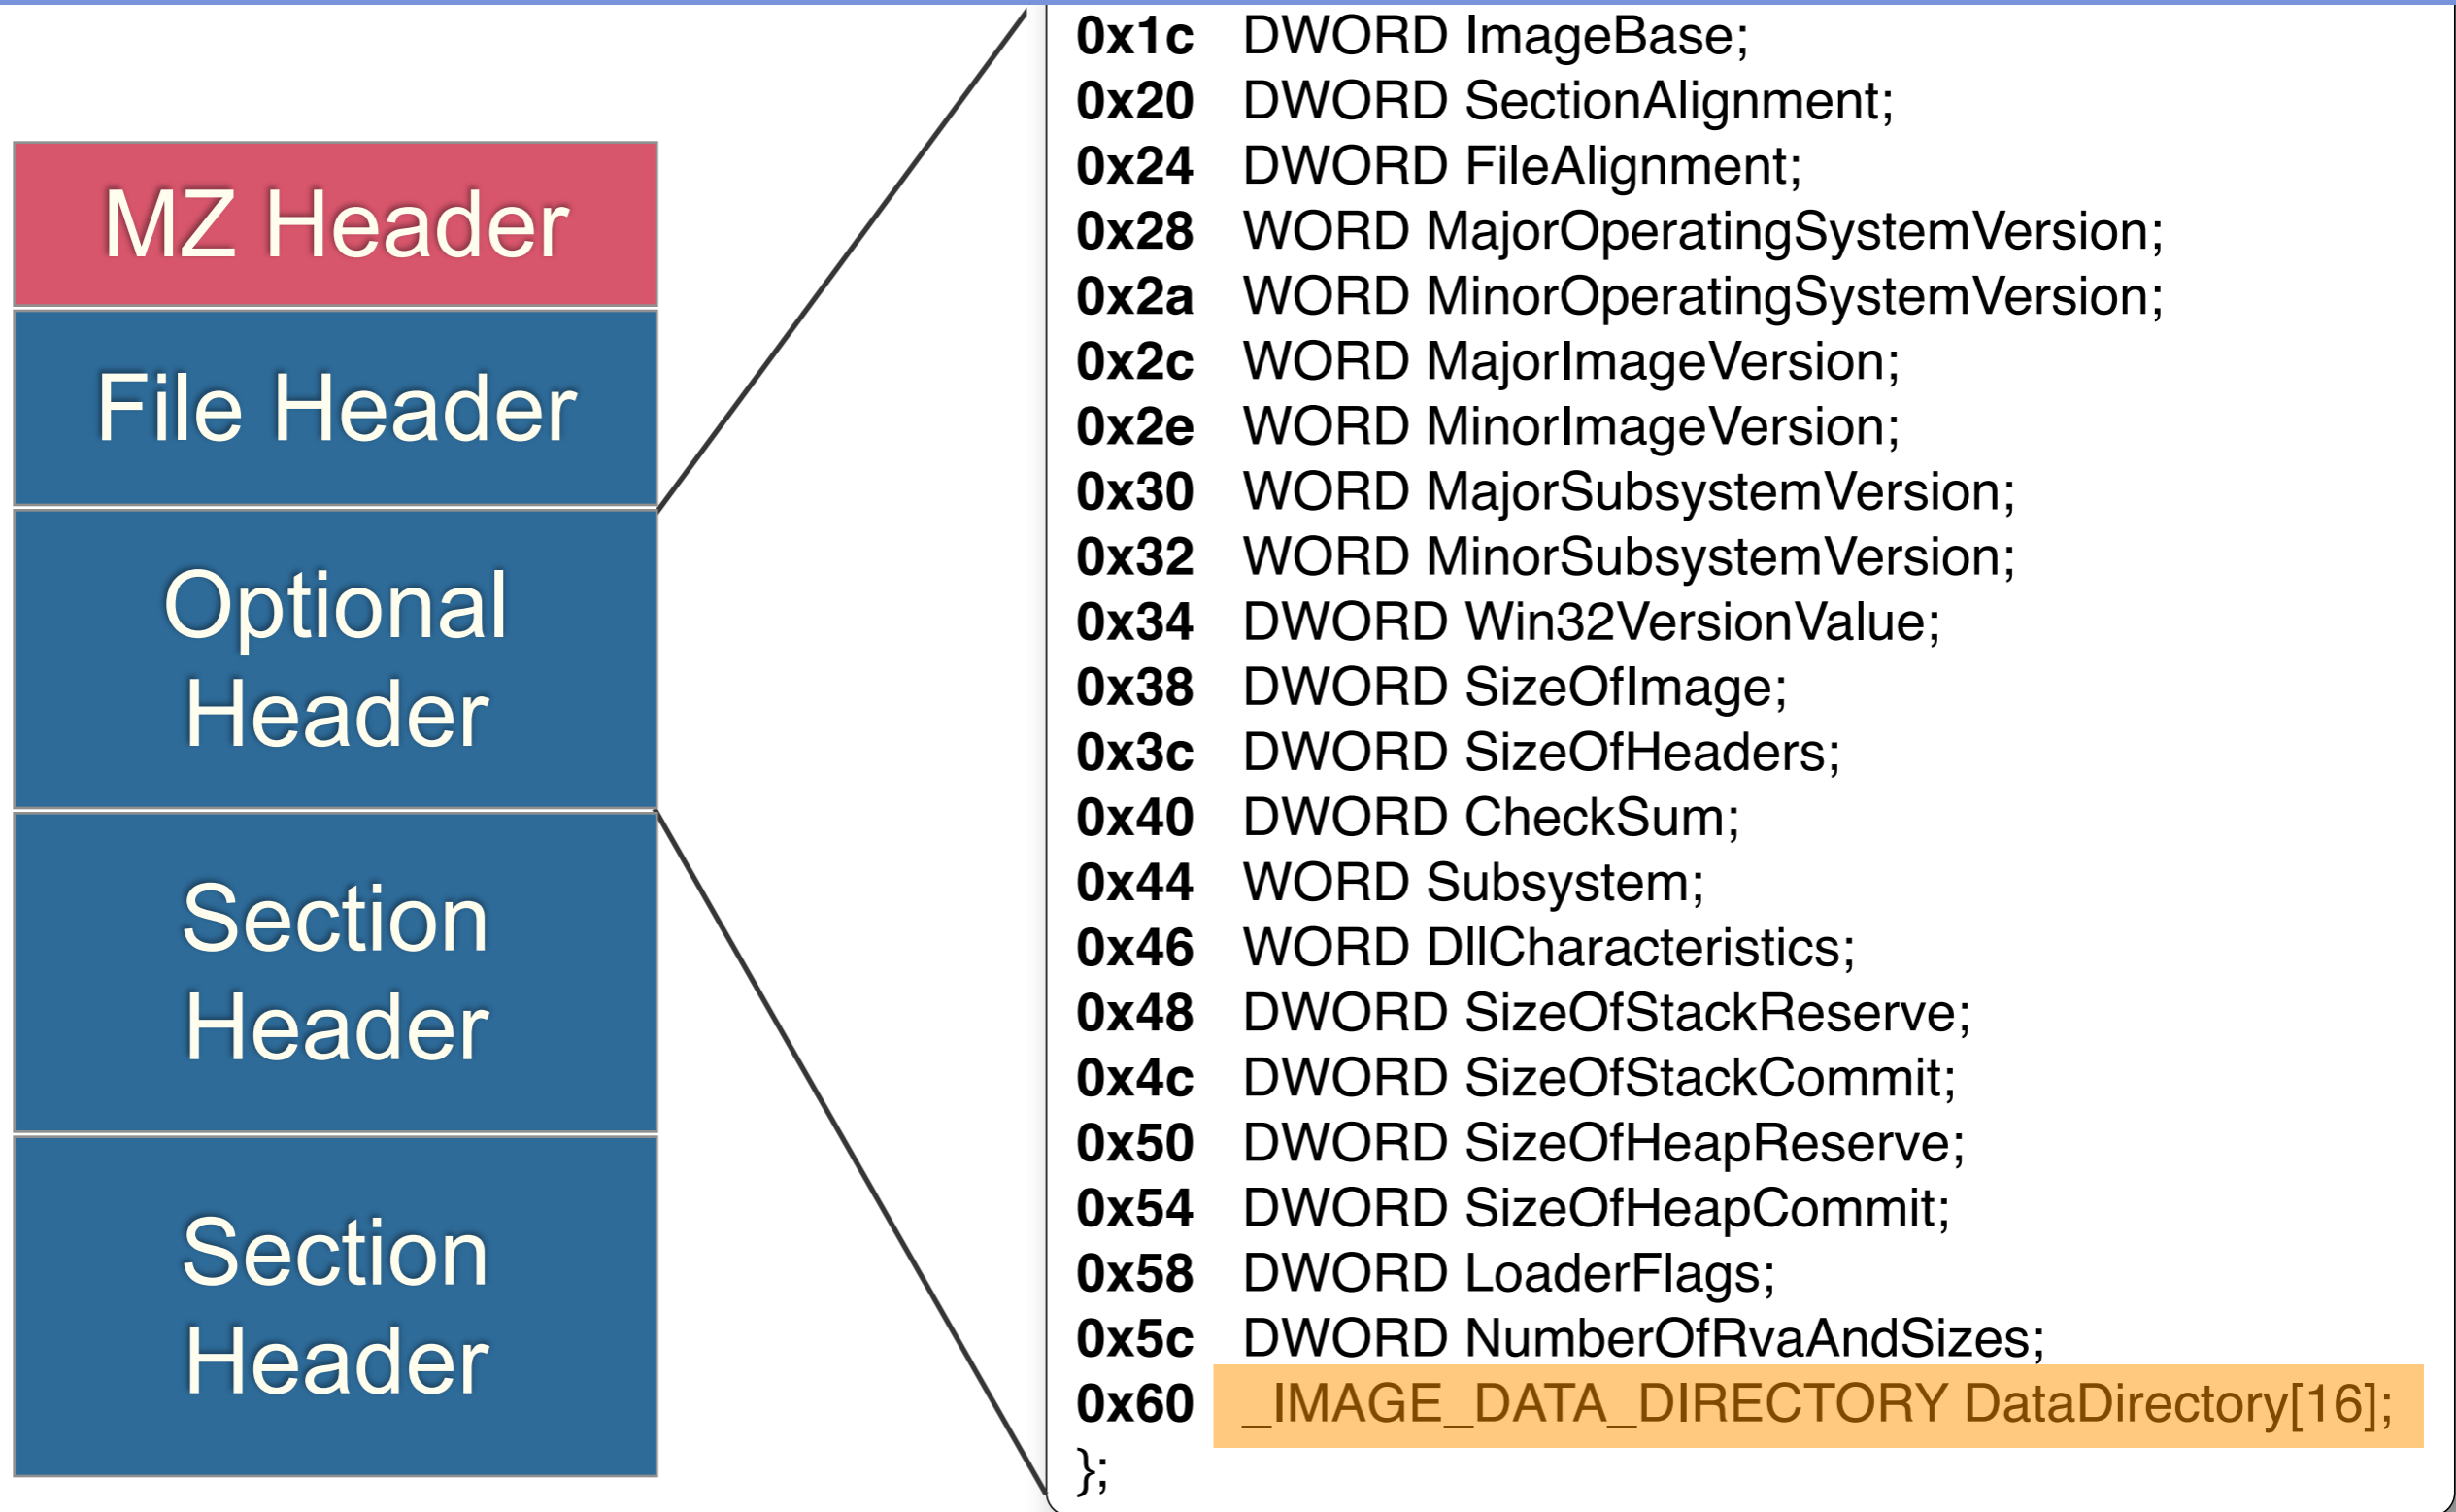 MZ Header
File Header
Optional
Header
Section
Header
Section
Header
0x1c DWORD ImageBase;
0x20 DWORD SectionAlignment;
0x24 DWORD FileAlignment;
0x28 WORD MajorOperatingSystemVersion;
0x2a WORD MinorOperatingSystemVersion;
0x2c WORD MajorImageVersion;
0x2e WORD MinorImageVersion;
0x30 WORD MajorSubsystemVersion;
0x32 WORD MinorSubsystemVersion;
0x34 DWORD Win32VersionValue;
0x38 DWORD SizeOfImage;
0x3c DWORD SizeOfHeaders;
0x40 DWORD CheckSum;
0x44 WORD Subsystem;
0x46 WORD DllCharacteristics;
0x48 DWORD SizeOfStackReserve;
0x4c DWORD SizeOfStackCommit;
0x50 DWORD SizeOfHeapReserve;
0x54 DWORD SizeOfHeapCommit;
0x58 DWORD LoaderFlags;
0x5c DWORD NumberOfRvaAndSizes;
0x60 _IMAGE_DATA_DIRECTORY DataDirectory[16];
};